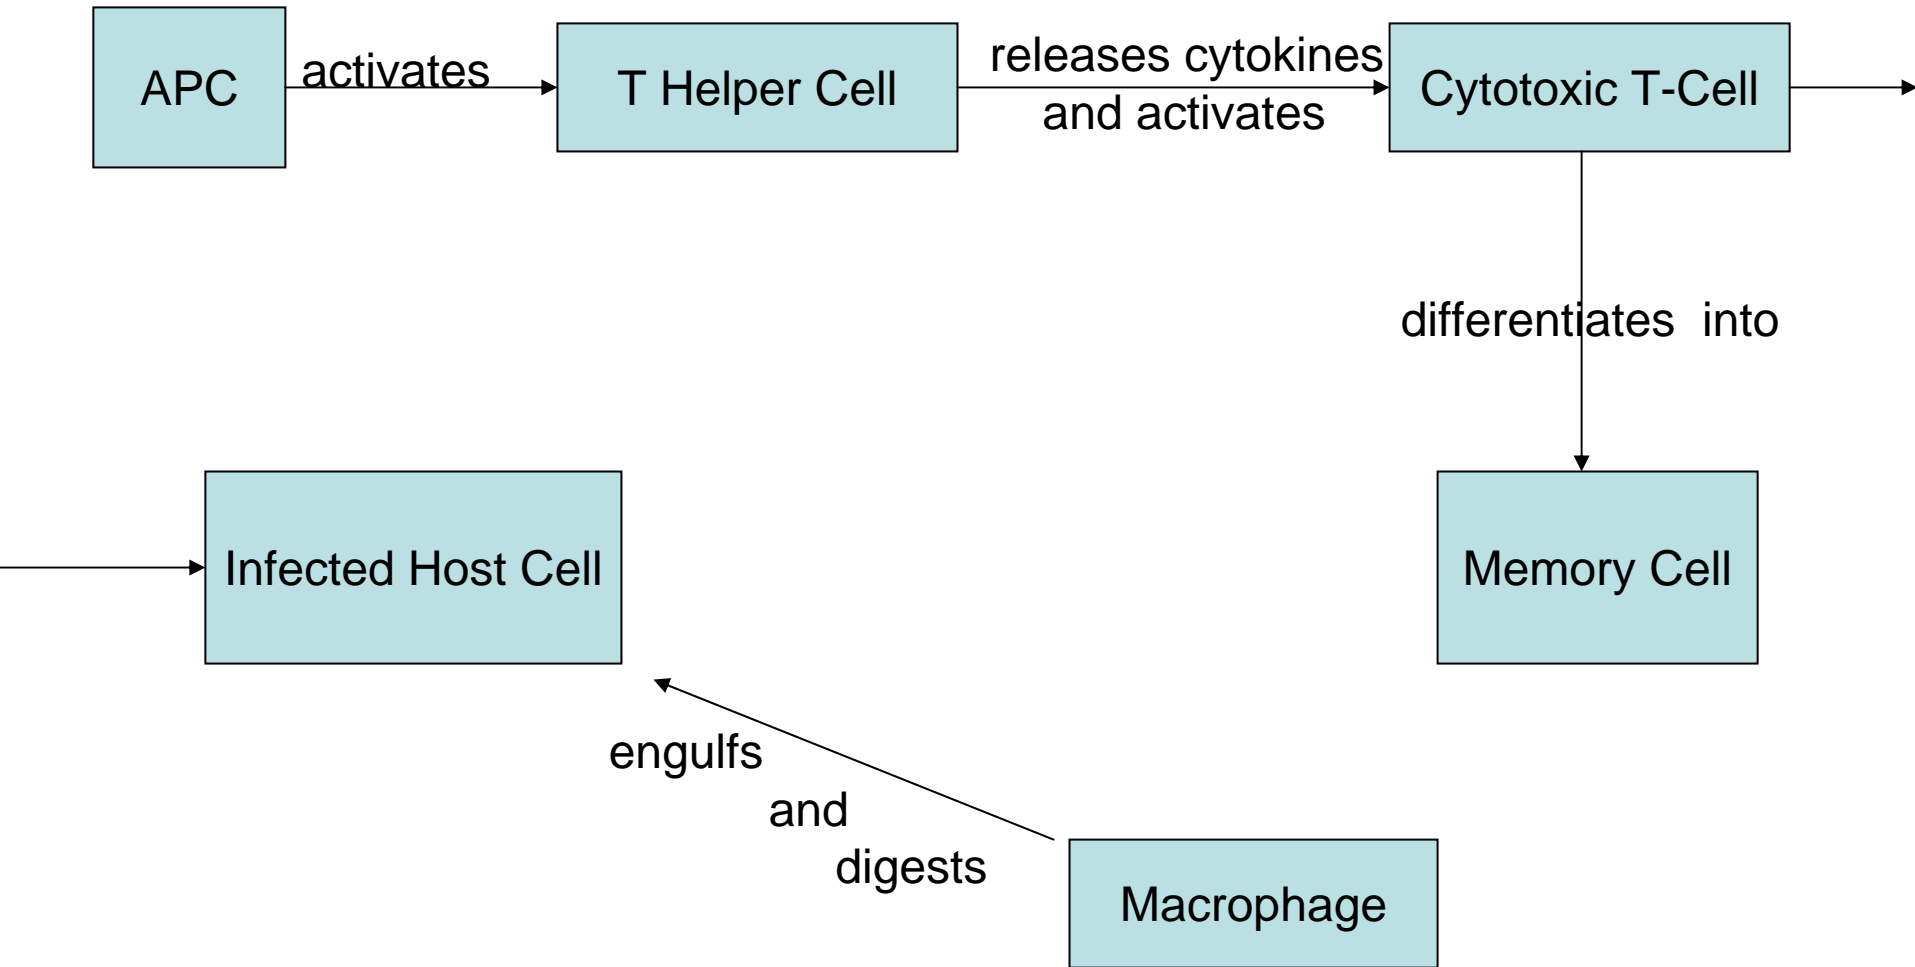 APC
activates
T Helper Cell
releases cytokines
and activates
Cytotoxic T-Cell
differentiates into
Infected Host Cell
Memory Cell
engulfs
and
digests
Macrophage